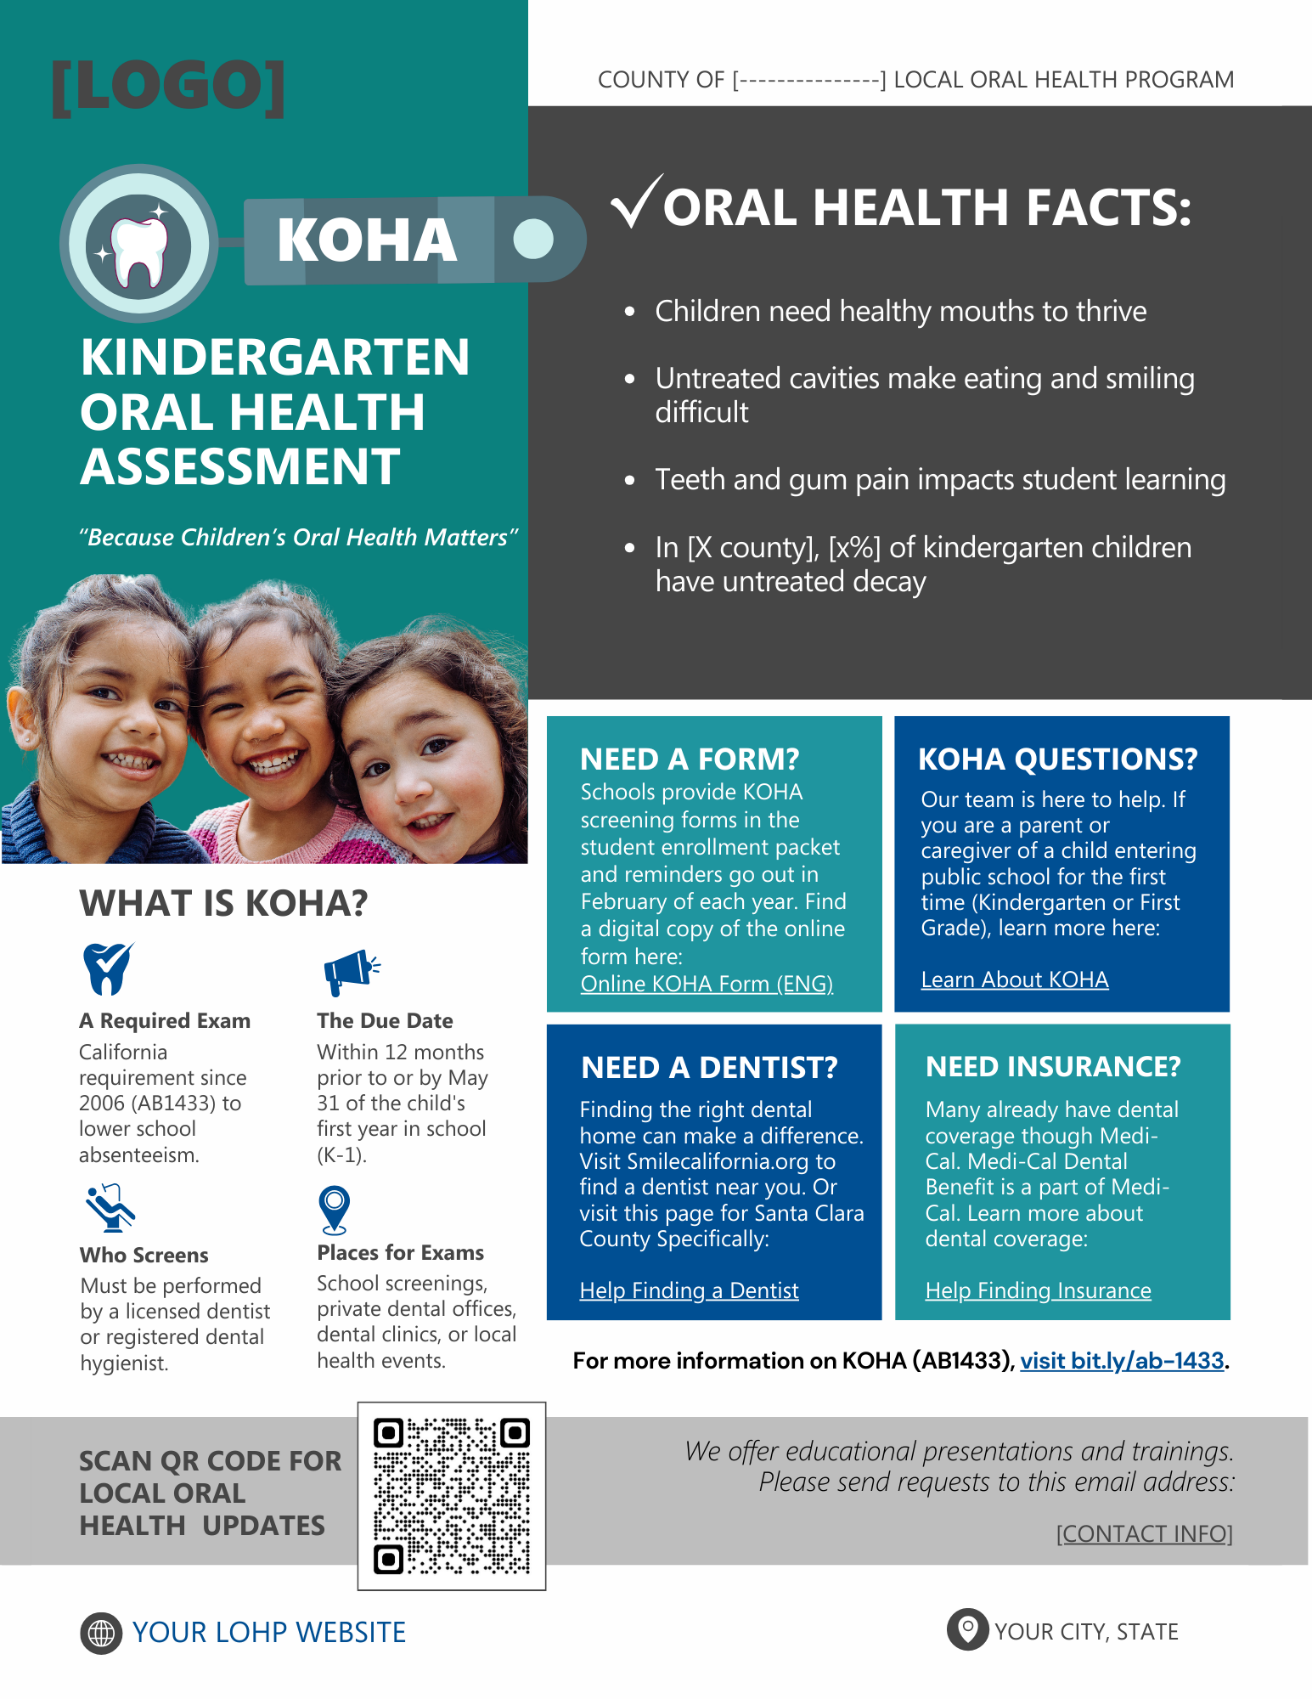 [LOGO]
COUNTY OF [---------------] LOCAL ORAL HEALTH PROGRAM
KOHA
KINDERGARTEN
ORAL HEALTH
ASSESSMENT
“Because Children’s Oral Health Matters”
ORAL HEALTH FACTS:
• Children need healthy mouths to thrive
• Untreated cavities make eating and smiling
difficult
• Teeth and gum pain impacts student learning
• In [X county], [x%] of kindergarten children
have untreated decay
WHAT IS KOHA?
A Required Exam
California
requirement since
2006 (AB1433) to
lower school
absenteeism.
The Due Date
Within 12 months
prior to or by May
31 of the child's
first year in school
(K-1).
Who Screens
Must be performed
by a licensed dentist
or registered dental
hygienist.
Places for Exams
School screenings,
private dental offices,
dental clinics, or local
health events.
NEED A FORM?
Schools provide KOHA
screening forms in the
student enrollment packet
and reminders go out in
February of each year. Find
a digital copy of the online
form here:
Online KOHA Form (ENG)
KOHA QUESTIONS?
Our team is here to help. If
you are a parent or
caregiver of a child entering
public school for the first
time (Kindergarten or First
Grade), learn more here:
Learn About KOHA
NEED A DENTIST?
Finding the right dental
home can make a difference.
Visit Smilecalifornia.org to
find a dentist near you. Or
visit this page for Santa Clara
County Specifically:
Help Finding a Dentist
NEED INSURANCE?
Many already have dental
coverage though Medi-
Cal. Medi-Cal Dental
Benefit is a part of Medi-
Cal. Learn more about
dental coverage:
Help Finding Insurance
For more information on KOHA (AB1433), visit bit.ly/ab-1433.
SCAN QR CODE FOR
LOCAL ORAL
HEALTH UPDATES
We offer educational presentations and trainings.
Please send requests to this email address:
[CONTACT INFO]
YOUR LOHP WEBSITE
YOUR CITY, STATE